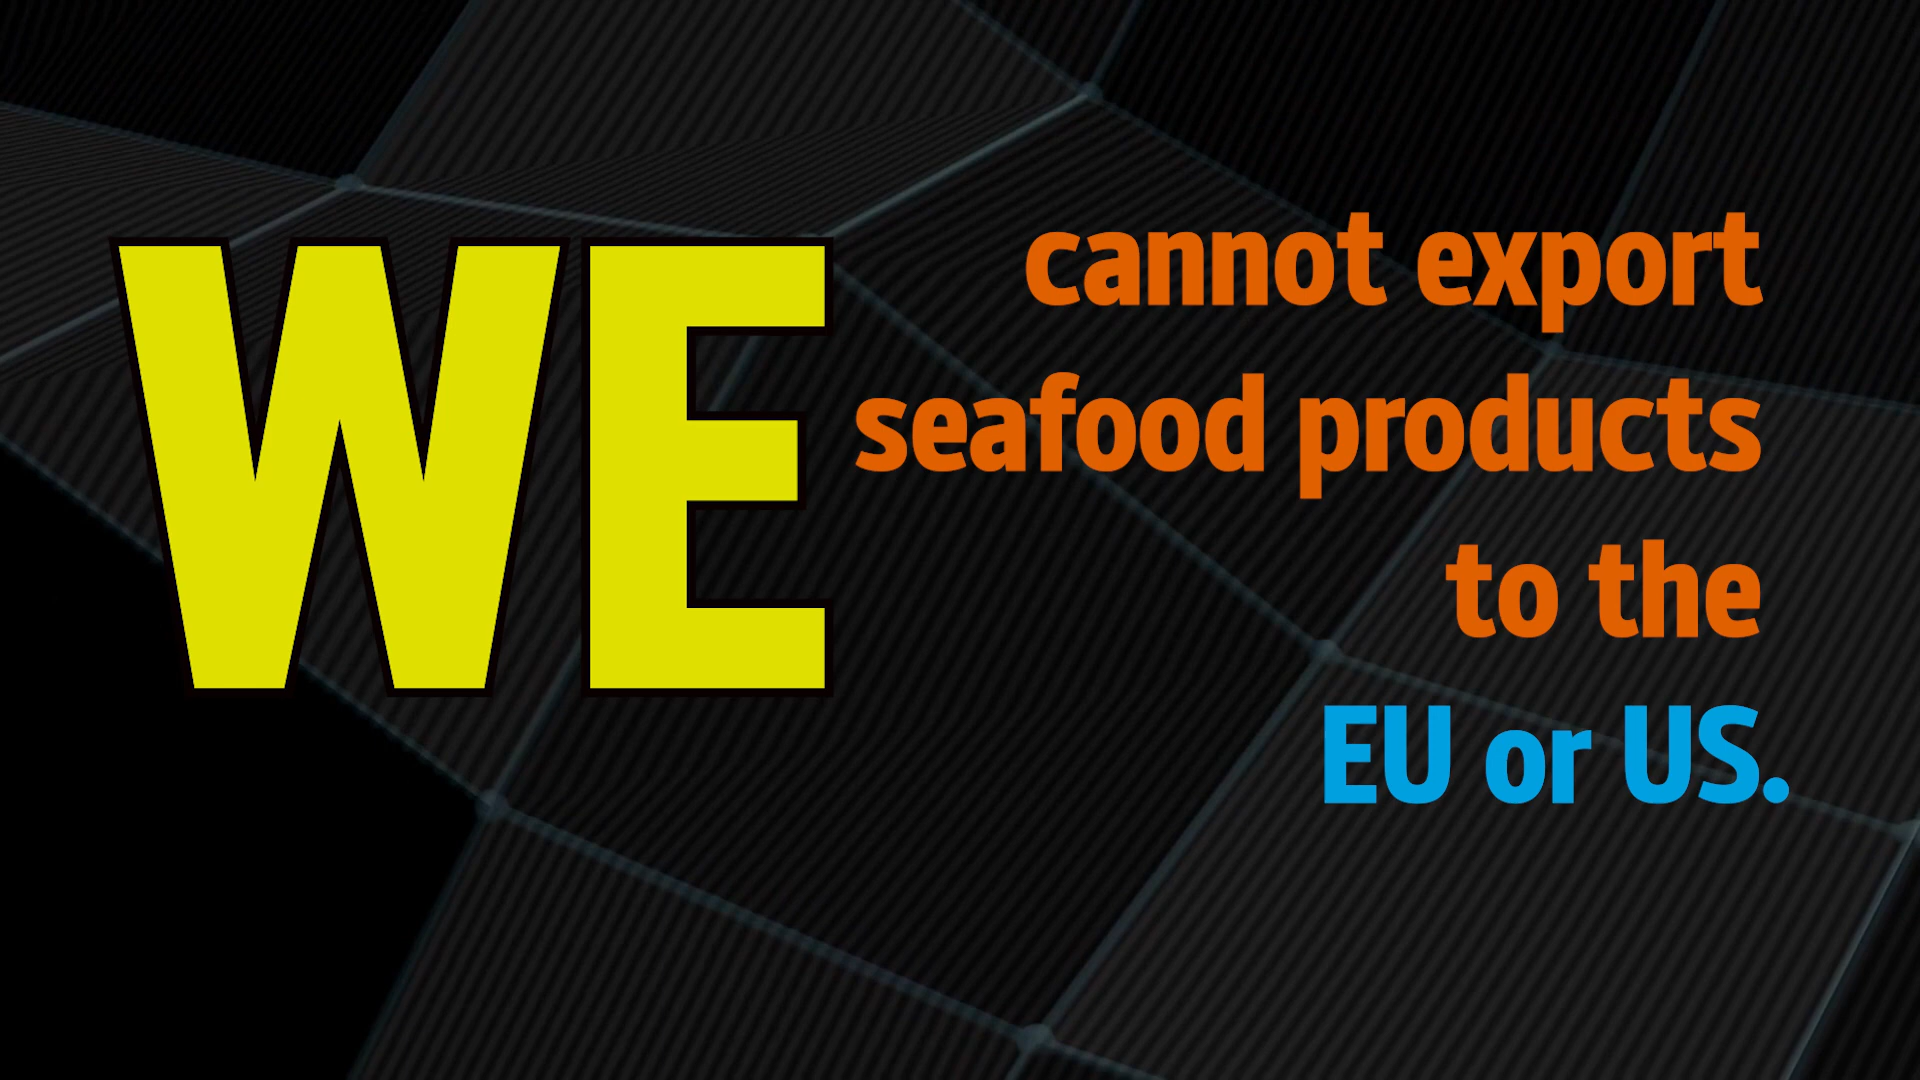 WE
cannot export
seafood products
to the
EU or US.